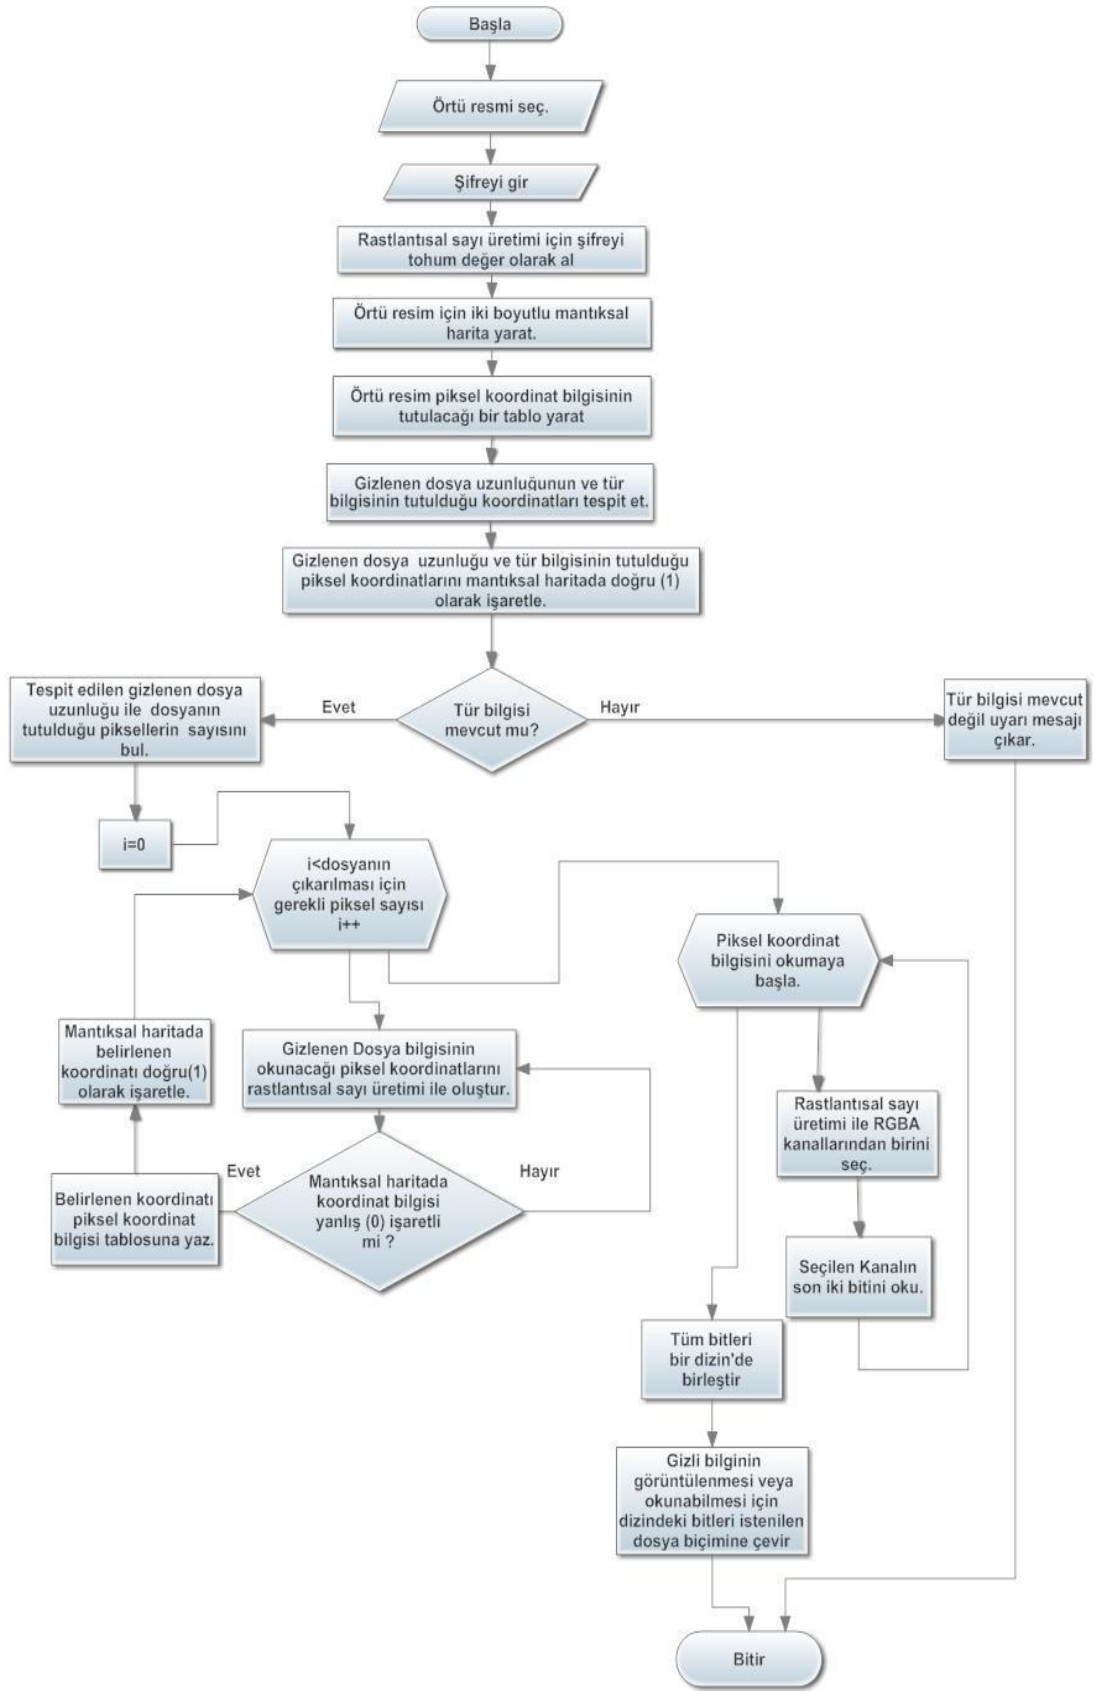 Başla
Örtü resmi seç.
Şifreyi gir
Rastlantısal sayı üretimi için şifreyi
tohum değer olarak al
Örtü resim için iki boyutlu mantıksal
harita yarat.
Örtü resim piksel koordinat bilgisinin
tutulacağı bir tablo yarat
Gizlenen dosya uzunluğunun ve tür
bilgisinin tutulduğu koordinatları tespit et.
Gizlenen dosya uzunluğu ve tür bilgisinin tutulduğu
piksel koordinatlarını mantıksal haritada doğru (1)
olarak işaretle.
Tür bilgisi
mevcut mu?
Evet
Hayır
Tespit edilen gizlenen dosya
uzunluğu ile dosyanın
tutulduğu piksellerin sayısını
bul.
Tür bilgisi mevcut
değil uyarı mesajı
çıkar.
i=0
i<dosyanın
çıkarılması için
gerekli piksel sayısı
i++
Piksel koordinat
bilgisini okumaya
başla.
Mantıksal haritada
belirlenen
koordinatı doğru(1)
olarak işaretle.
Gizlenen Dosya bilgisinin
okunacağı piksel koordinatlarını
rastlantısal sayı üretimi ile oluştur.
Rastlantısal sayı
üretimi ile RGBA
kanallarından birini
seç.
Evet
Hayır
Belirlenen koordinatı
piksel koordinat
bilgisi tablosuna yaz.
Mantıksal haritada
koordinat bilgisi
yanlış (0) işaretli
mi ?
Seçilen Kanalın
son iki bitini oku.
Tüm bitleri
bir dizin'de
birleştir
Gizli bilginin
görüntülenmesi veya
okunabilmesi için
dizindeki bitleri istenilen
dosya biçimine çevir
Bitir